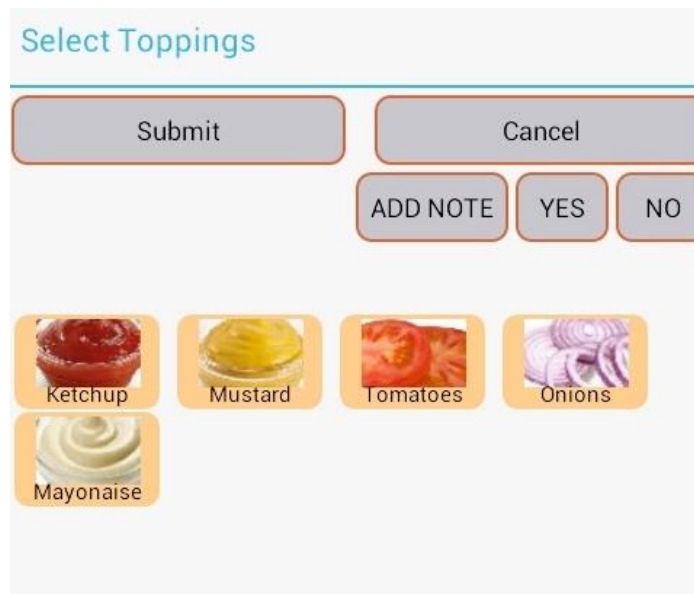 Select Toppings
Submit Cancel
ADD NOTE YES NO
Ketchup Mustard Tomatoes Onions
Mayonaise